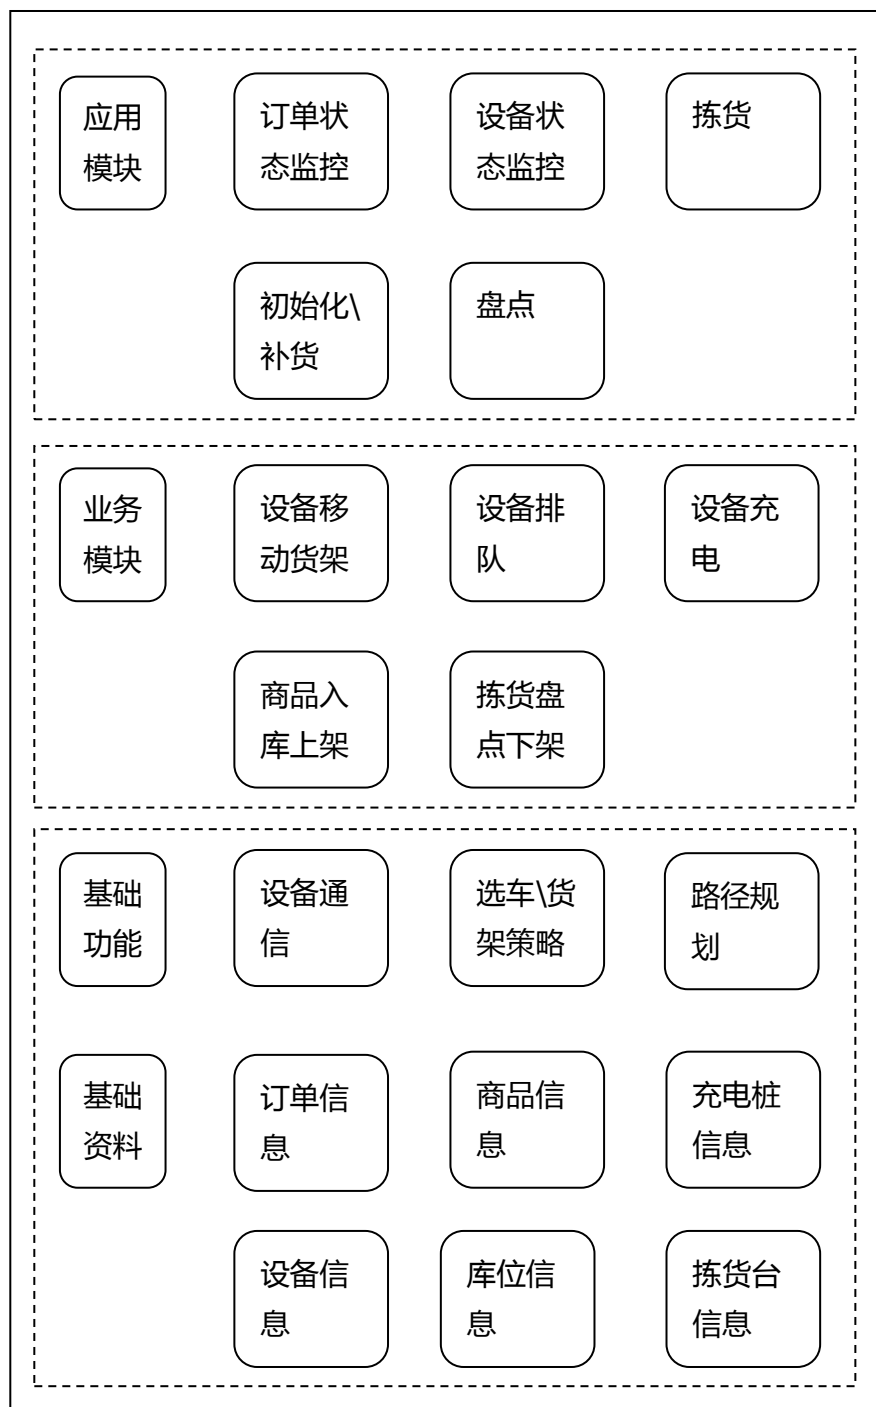 应用
模块
订单状
态监控
设备状
态监控
拣货
初始化\
补货
盘点
业务
模块
设备移
动货架
设备排
队
设备充
电
商品入
库上架
拣货盘
点下架
基础
功能
设备通
信
选车\货
架策略
路径规
划
基础
资料
订单信
息
商品信
息
充电桩
信息
设备信
息
库位信
息
拣货台
信息